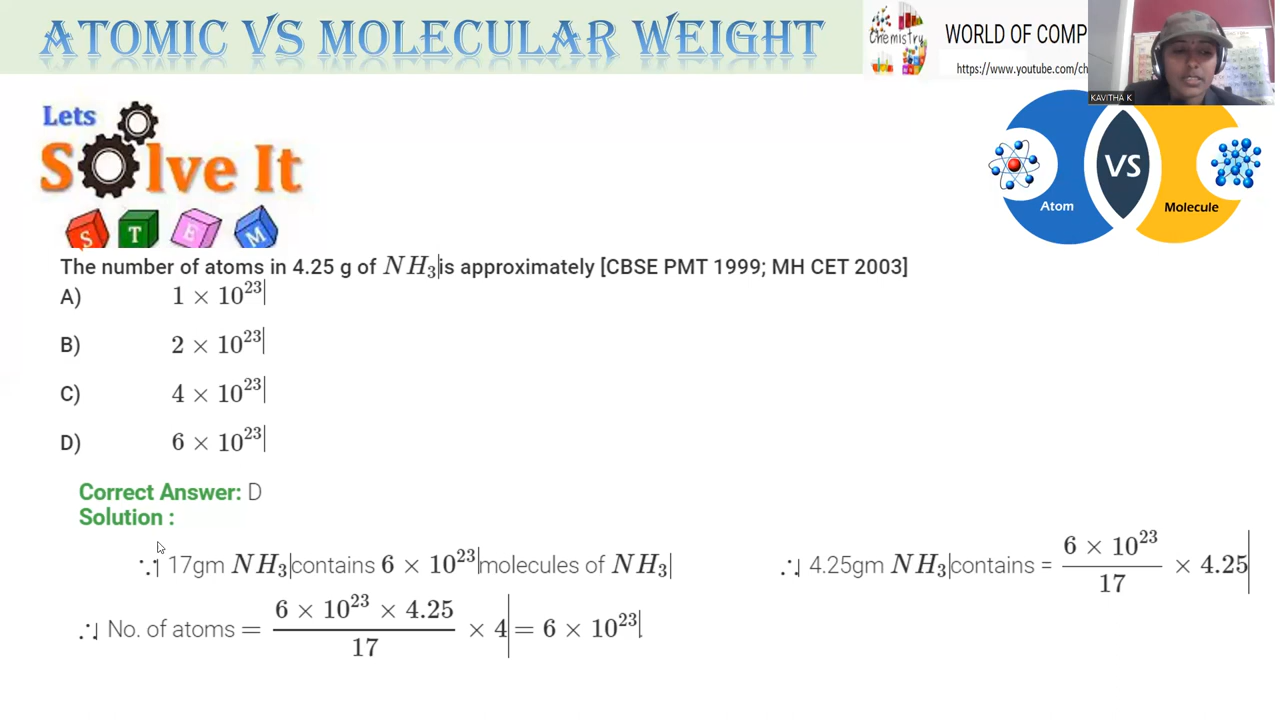 ATOMIC VS MOLECULAR WEIGHT
Chemistry
WORLD OF COMP
https://www.youtube.com/ch
KAVITHA K
Lets
Solve It
S T E M
VS
Atom
Molecule
The number of atoms in 4.25 g of NH₃|is approximately [CBSE PMT 1999; MH CET 2003]
A) 1 × 10²³|
B) 2 × 10²³|
C) 4 × 10²³|
D) 6 × 10²³|
Correct Answer: D
Solution :
∵| 17gm NH₃|contains 6 × 10²³|molecules of NH₃| ∴| 4.25gm NH₃|contains = (6 × 10²³)/17 × 4.25|
∴| No. of atoms = (6 × 10²³ × 4.25)/17 × 4| = 6 × 10²³|.